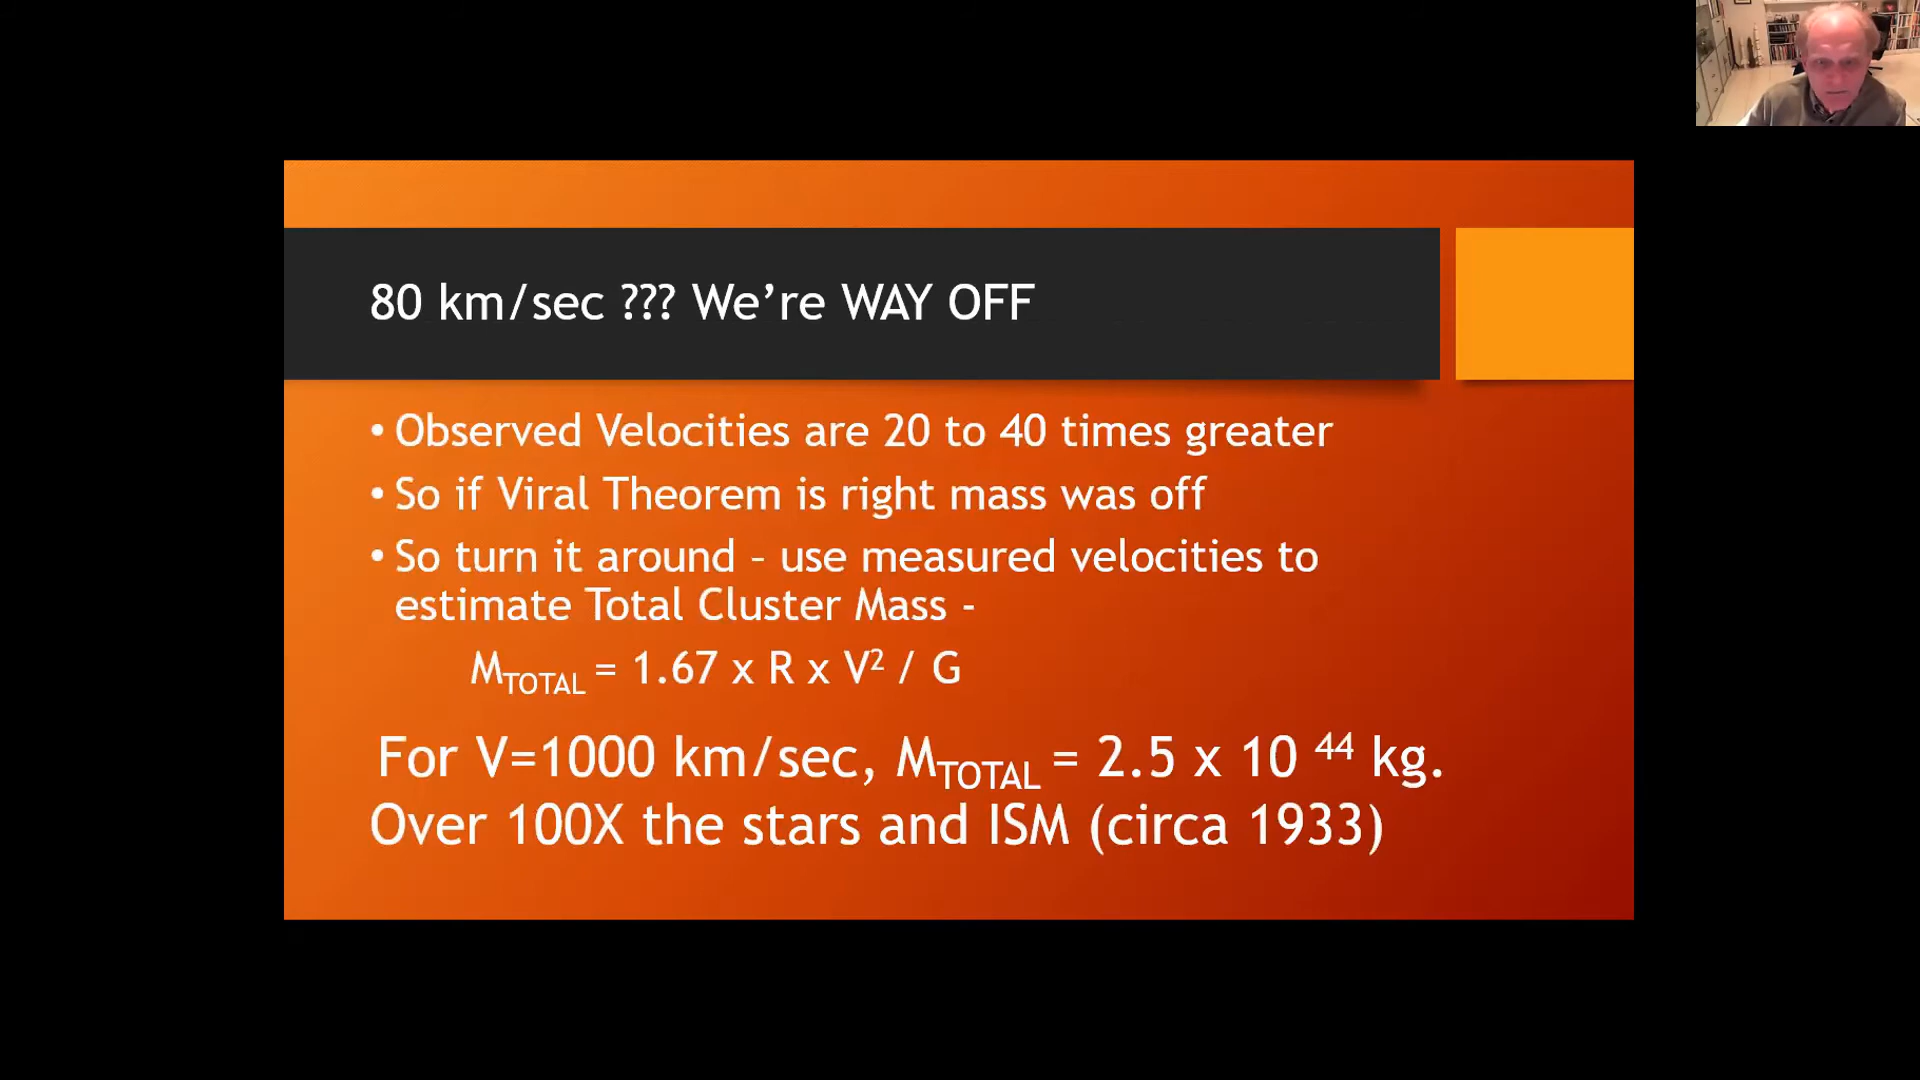 80 km/sec ??? We’re WAY OFF
• Observed Velocities are 20 to 40 times greater
• So if Viral Theorem is right mass was off
• So turn it around – use measured velocities to
estimate Total Cluster Mass -
M_TOTAL = 1.67 x R x V² / G
For V=1000 km/sec, M_TOTAL = 2.5 x 10 ⁴⁴ kg.
Over 100X the stars and ISM (circa 1933)